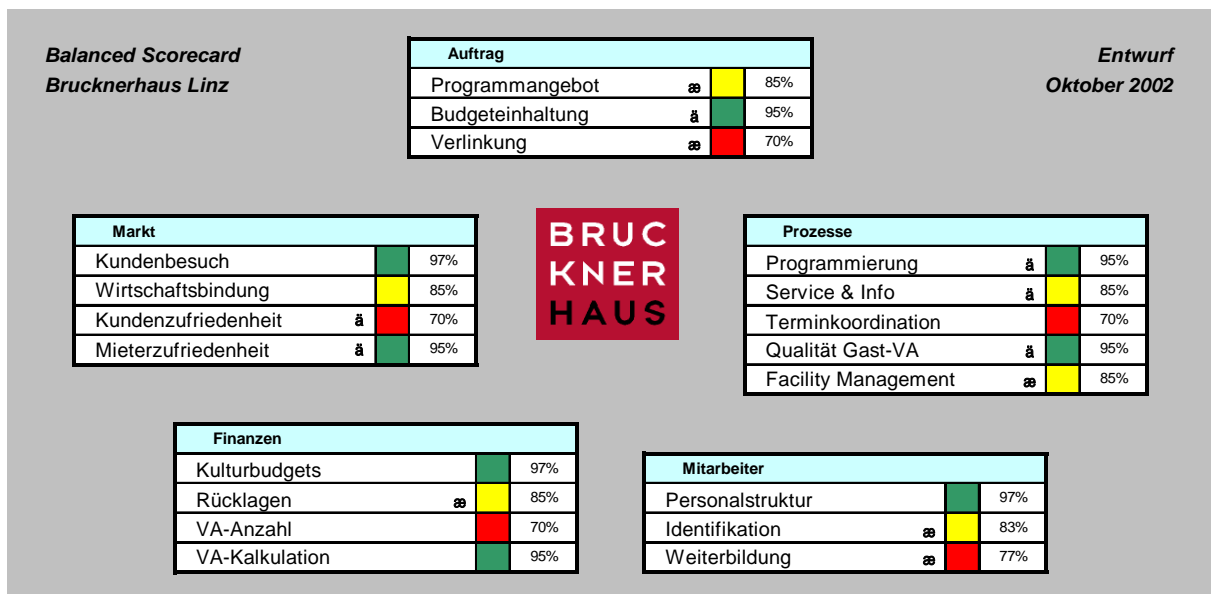 Balanced Scorecard
Brucknerhaus Linz
Entwurf
Oktober 2002
Auftrag
Programmangebot æ 85%
Budgeteinhaltung ä 95%
Verlinkung æ 70%
Markt
Kundenbesuch 97%
Wirtschaftsbindung 85%
Kundenzufriedenheit ä 70%
Mieterzufriedenheit ä 95%
BRUC
KNER
HAUS
Prozesse
Programmierung ä 95%
Service & Info ä 85%
Terminkoordination 70%
Qualität Gast-VA ä 95%
Facility Management æ 85%
Finanzen
Kulturbudgets 97%
Rücklagen æ 85%
VA-Anzahl 70%
VA-Kalkulation 95%
Mitarbeiter
Personalstruktur 97%
Identifikation æ 83%
Weiterbildung æ 77%